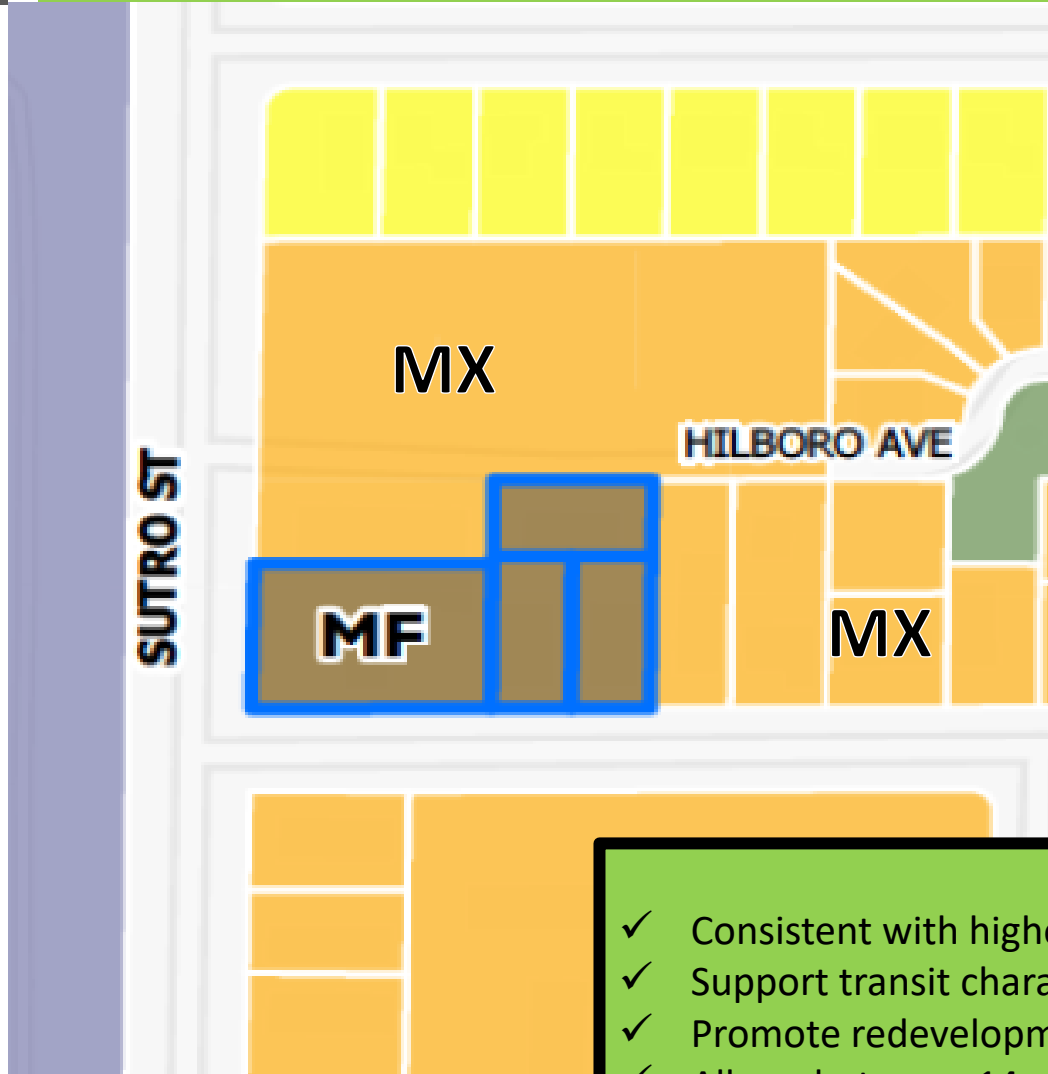 MX
HILBORO AVE
SUTRO ST
MF
MX
✓ Consistent with high
✓ Support transit chara
✓ Promote redevelopm